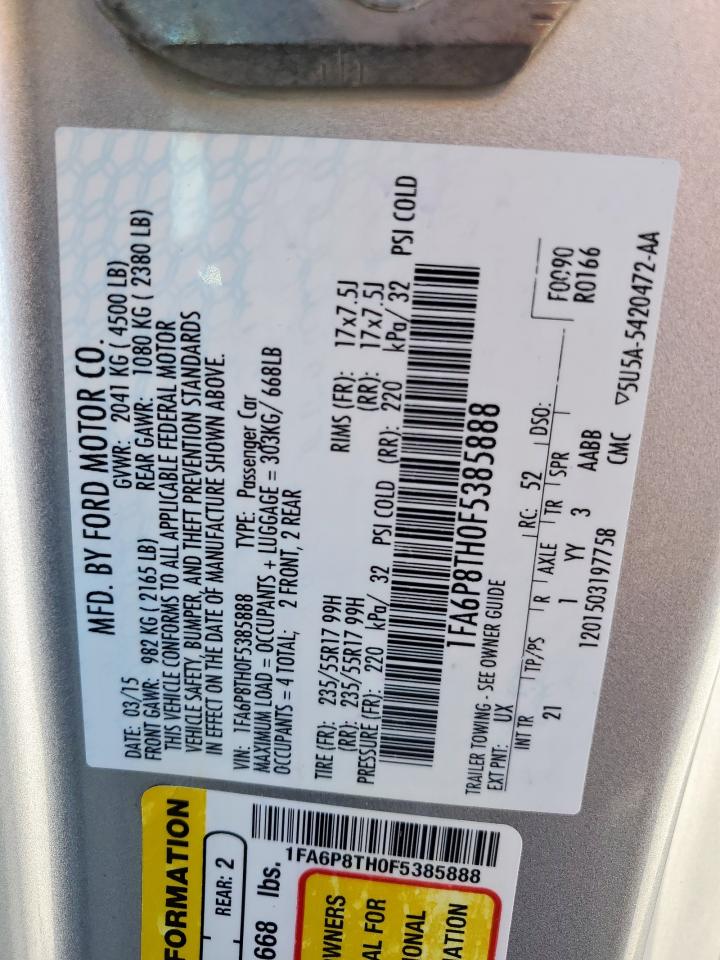 MFD. BY FORD MOTOR CO.
DATE: 03/15 GVWR: 2041 KG ( 4500 LB)
FRONT GAWR: 982 KG ( 2165 LB) REAR GAWR: 1080 KG ( 2380 LB)
THIS VEHICLE CONFORMS TO ALL APPLICABLE FEDERAL MOTOR
VEHICLE SAFETY, BUMPER, AND THEFT PREVENTION STANDARDS
IN EFFECT ON THE DATE OF MANUFACTURE SHOWN ABOVE.
VIN: 1FA6P8TH0F5385888 TYPE: Passenger Car
MAXIMUM LOAD = OCCUPANTS + LUGGAGE = 303KG/ 668LB
OCCUPANTS = 4 TOTAL; 2 FRONT, 2 REAR
TIRE (FR): 235/55R17 99H RIMS (FR): 17x7.5J
(RR): 235/55R17 99H (RR): 17x7.5J
PRESSURE (FR): 220 kPa/ 32 PSI COLD (RR): 220 kPa/ 32 PSI COLD
1FA6P8TH0F5385888
TRAILER TOWING - SEE OWNER GUIDE
EXT PNT: UX RC: 52 DSO: F0090
R0166
INT TR TP/PS R AXLE TR SPR
21 1 YY 3 AABB
1201503197758 CMC ▽5U5A-5420472-AA
FORMATION
REAR: 2
668 lbs.
1FA6P8TH0F5385888
WNERS
AL FOR
ONAL
ATION